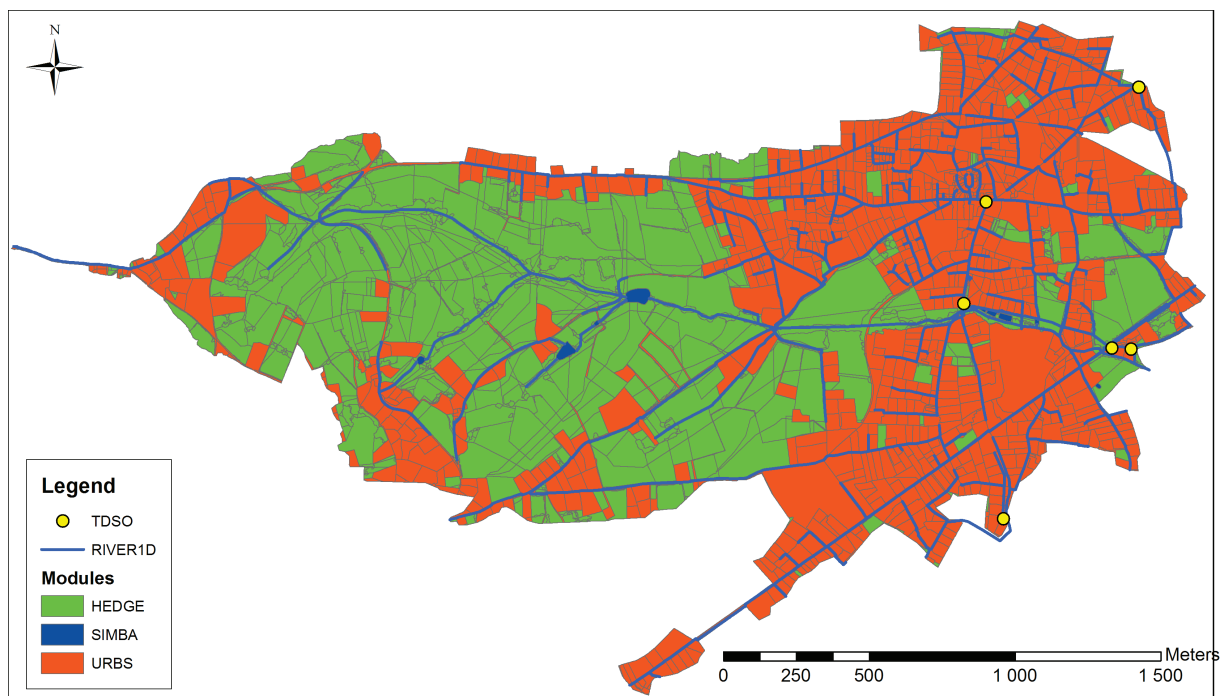 N
Legend
TDSO
RIVER1D
Modules
HEDGE
SIMBA
URBS
Meters
0 250 500 1 000 1 500